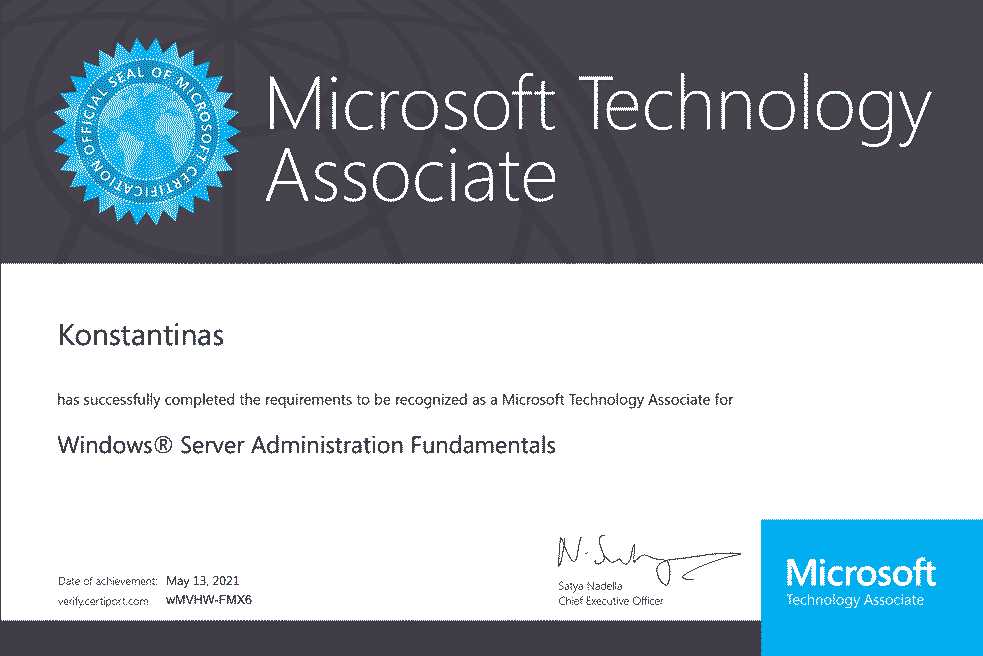 OFFICIAL SEAL OF MICROSOFT CERTIFICATION
Microsoft Technology
Associate
Konstantinas
has successfully completed the requirements to be recognized as a Microsoft Technology Associate for
Windows® Server Administration Fundamentals
N. Sn
Date of achievement: May 13, 2021
verify.certiport.com wMVHW-FMX6
Satya Nadella
Chief Executive Officer
Microsoft
Technology Associate